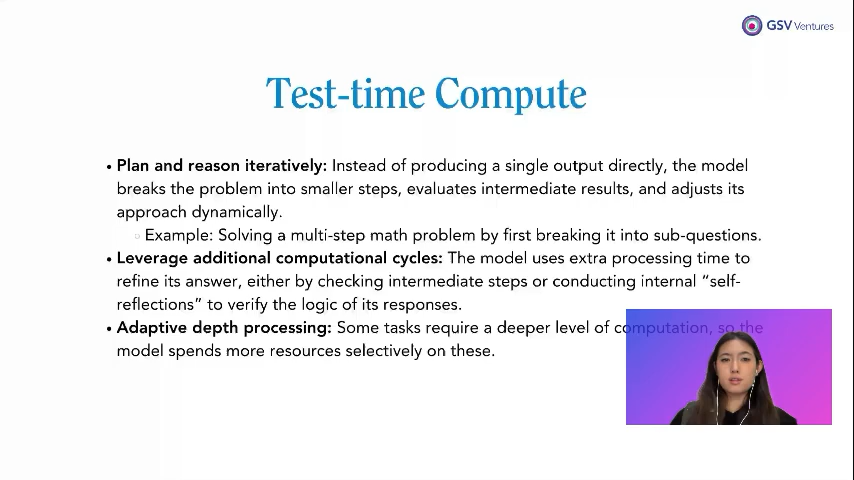 GSV Ventures
Test-time Compute
• Plan and reason iteratively: Instead of producing a single output directly, the model
breaks the problem into smaller steps, evaluates intermediate results, and adjusts its
approach dynamically.
○ Example: Solving a multi-step math problem by first breaking it into sub-questions.
• Leverage additional computational cycles: The model uses extra processing time to
refine its answer, either by checking intermediate steps or conducting internal “self-
reflections” to verify the logic of its responses.
• Adaptive depth processing: Some tasks require a deeper level of computation, so the
model spends more resources selectively on these.